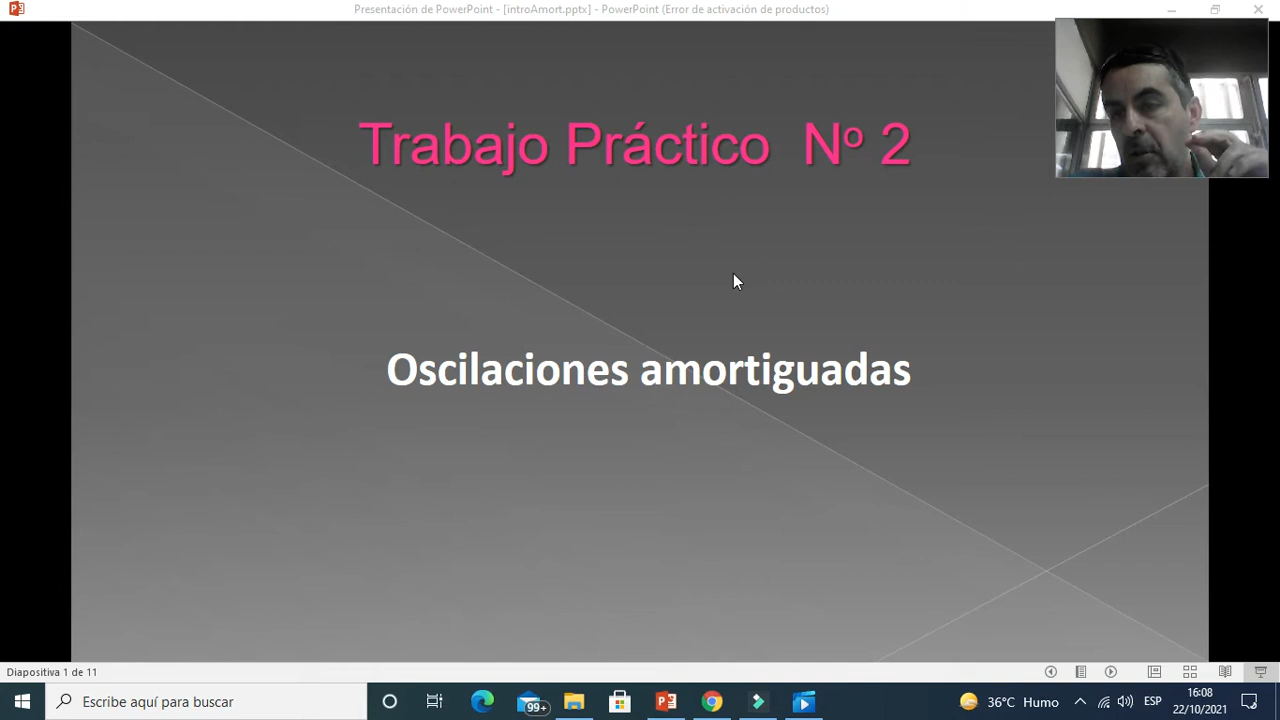 Presentación de PowerPoint - [introAmort.pptx] - PowerPoint (Error de activación de productos)
Trabajo Práctico Nº 2
Oscilaciones amortiguadas
Diapositiva 1 de 11
Escribe aquí para buscar
99+
36°C Humo
ESP
16:08
22/10/2021